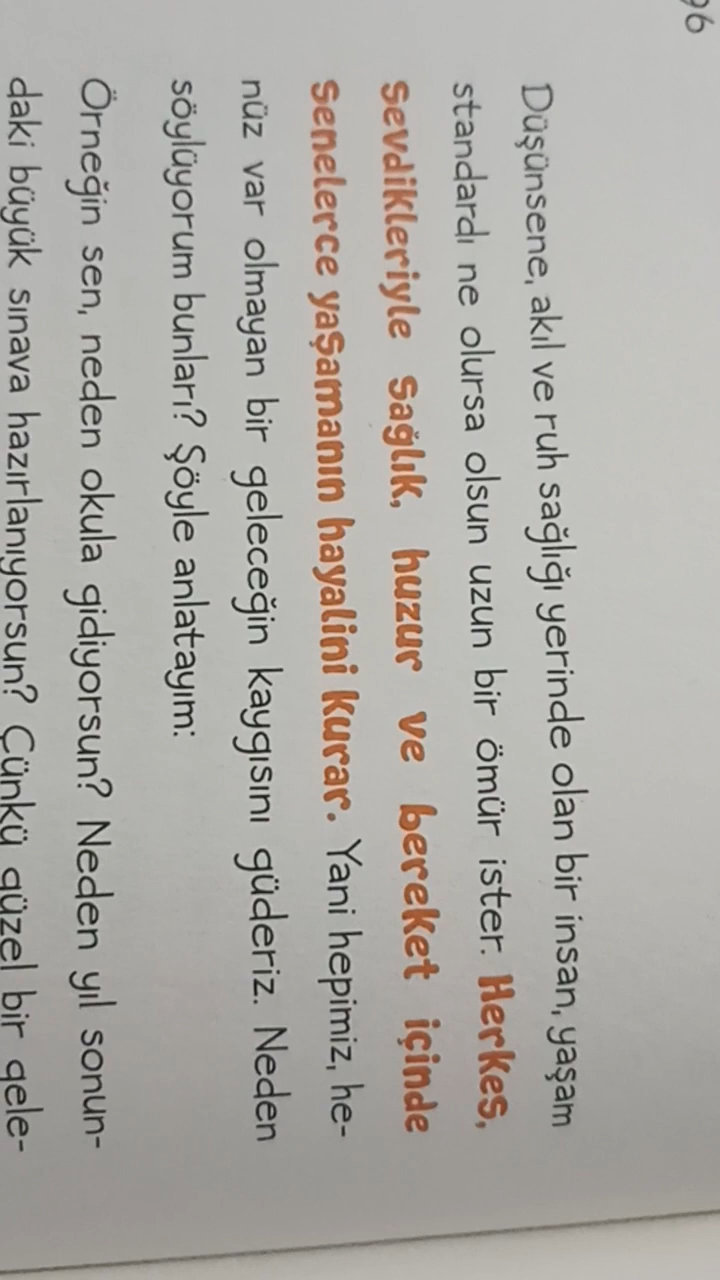 96
Düşünsene, akıl ve ruh sağlığı yerinde olan bir insan, yaşam
standardı ne olursa olsun uzun bir ömür ister. Herkes,
sevdikleriyle sağlık, huzur ve bereket içinde
senelerce yaşamanın hayalini kurar. Yani hepimiz, he-
nüz var olmayan bir geleceğin kaygısını güderiz. Neden
söylüyorum bunları? Şöyle anlatayım:
Örneğin sen, neden okula gidiyorsun? Neden yıl sonun-
daki büyük sınava hazırlanıyorsun? Çünkü güzel bir gele-